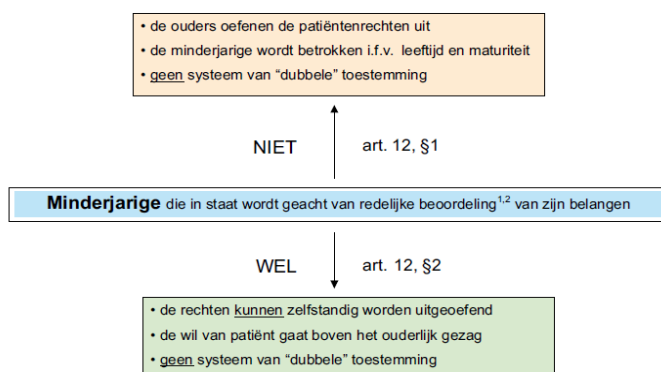 • de ouders oefenen de patiëntenrechten uit
• de minderjarige wordt betrokken i.f.v. leeftijd en maturiteit
• geen systeem van “dubbele” toestemming
NIET art. 12, §1
Minderjarige die in staat wordt geacht van redelijke beoordeling1,2 van zijn belangen
WEL art. 12, §2
• de rechten kunnen zelfstandig worden uitgeoefend
• de wil van patiënt gaat boven het ouderlijk gezag
• geen systeem van “dubbele” toestemming